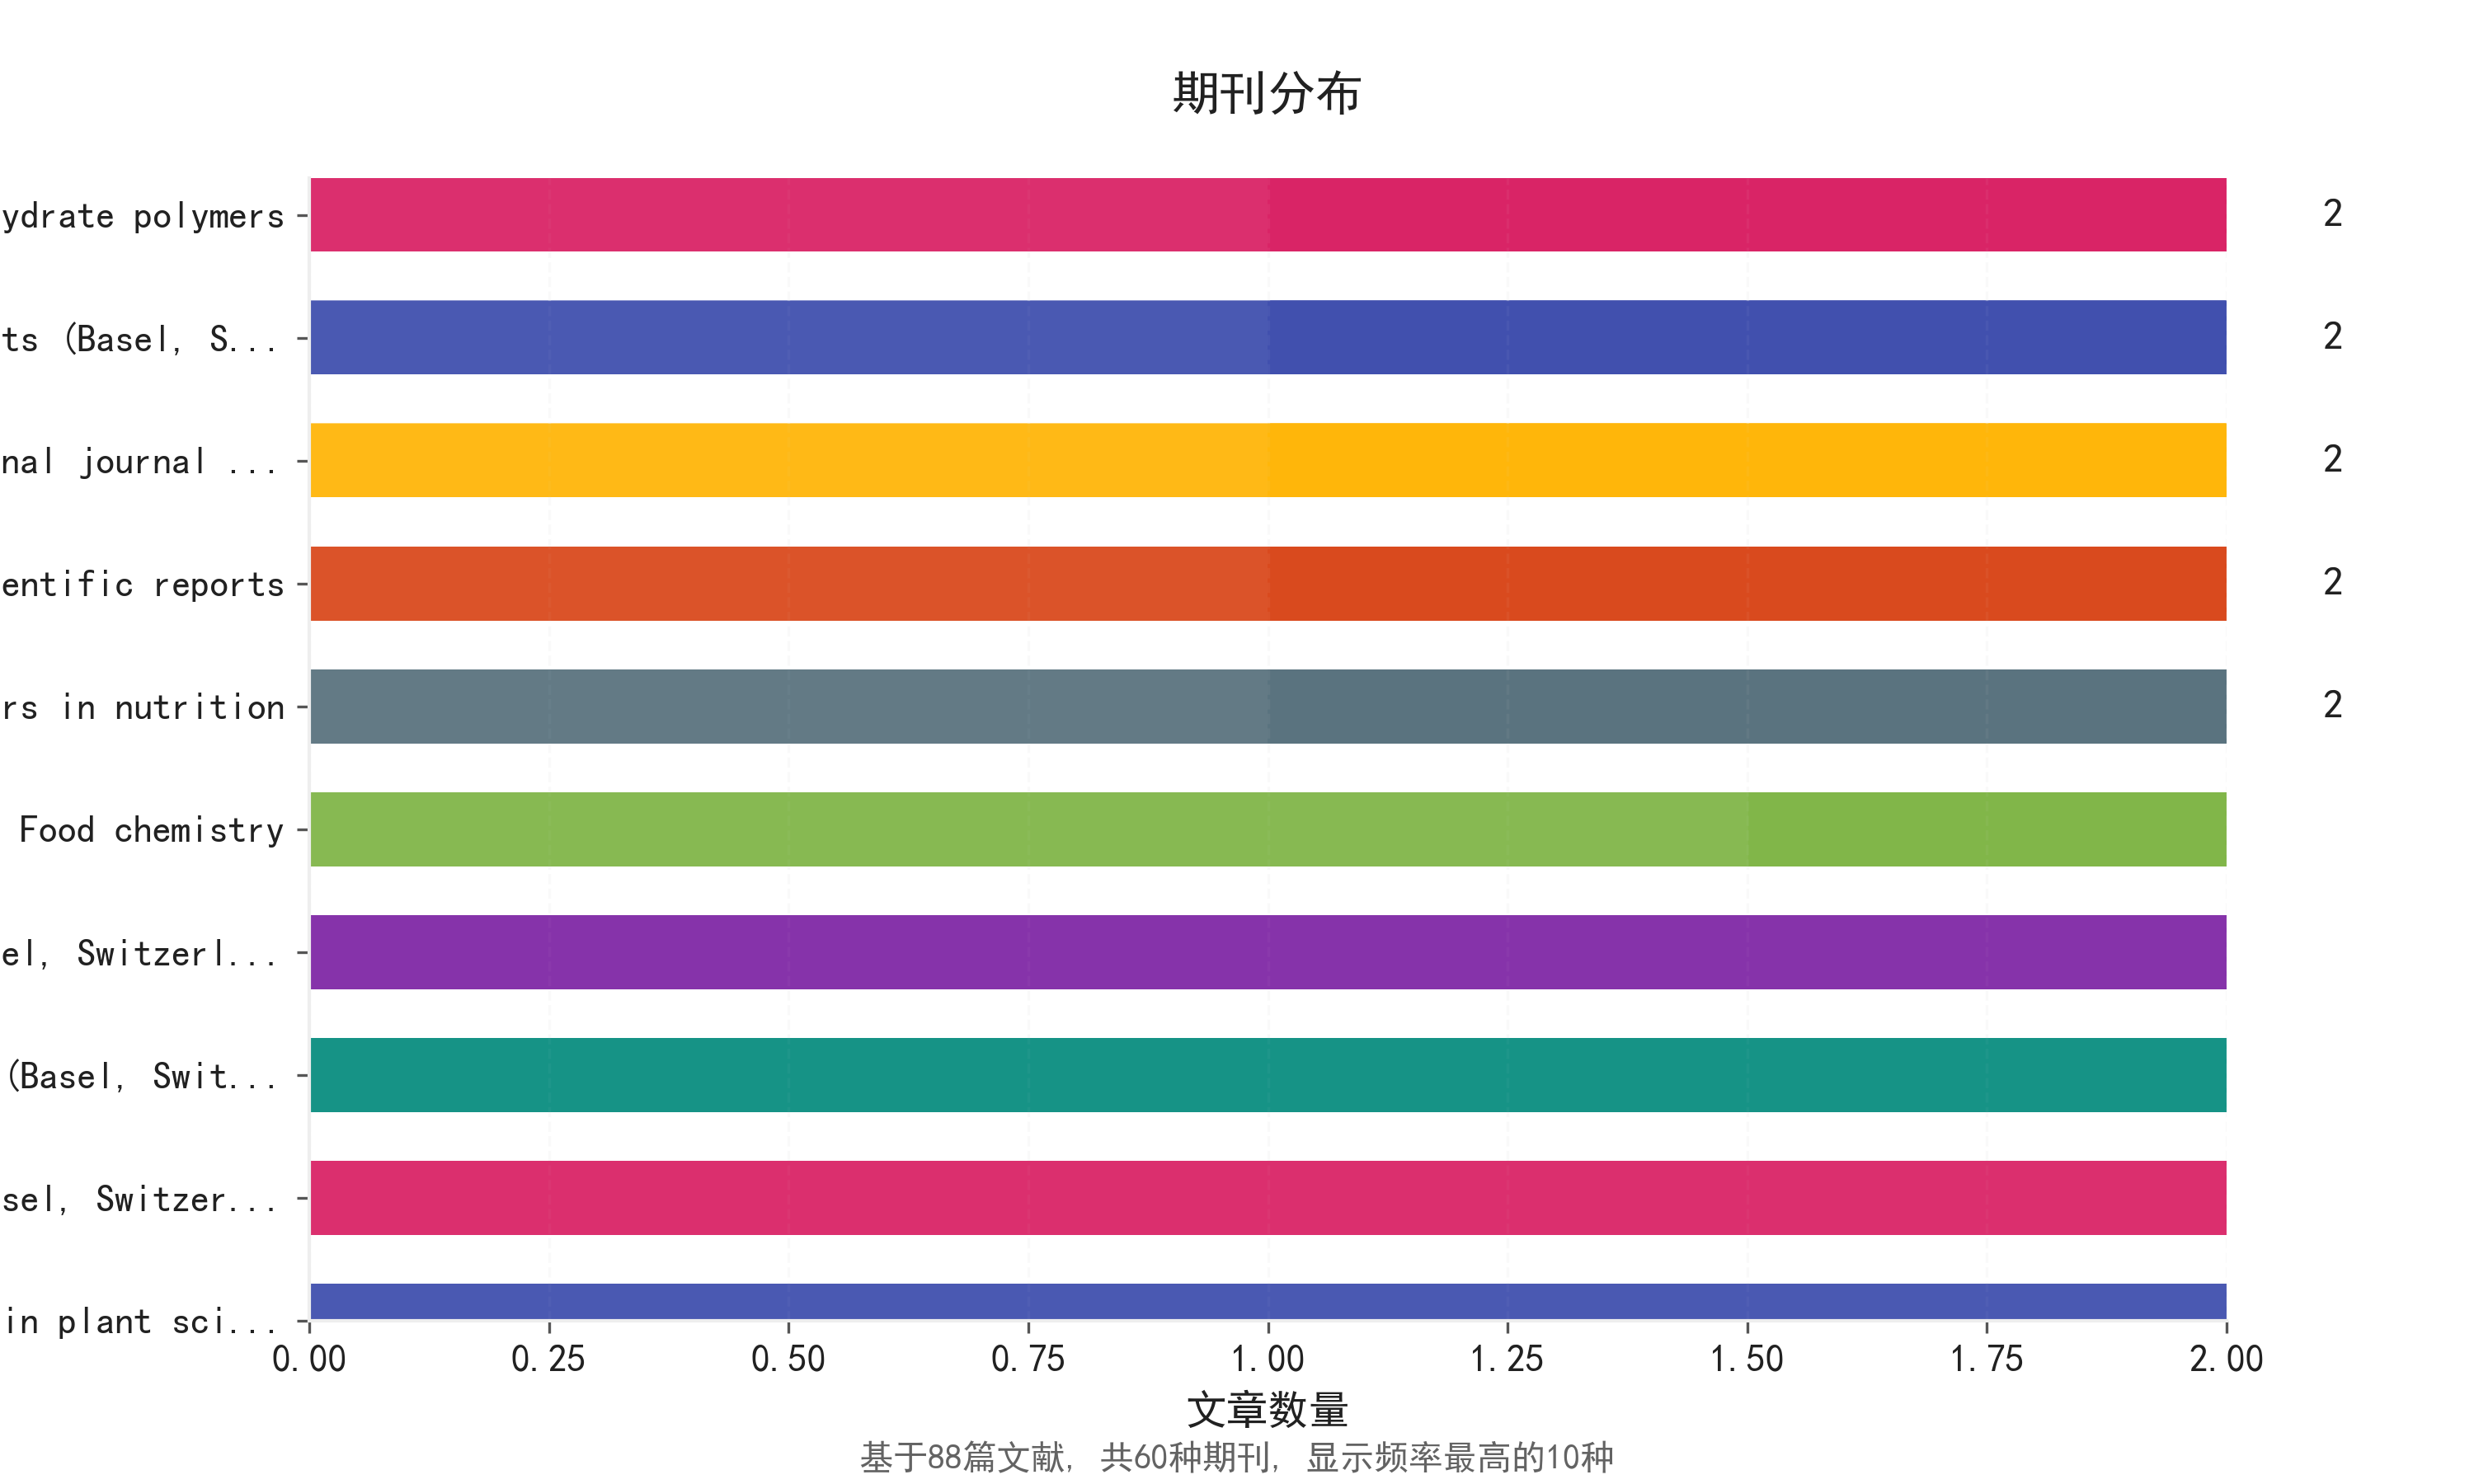 期刊分布
ydrate polymers
2
ts (Basel, S...
2
nal journal ...
2
entific reports
2
rs in nutrition
2
Food chemistry
el, Switzerl...
(Basel, Swit...
sel, Switzer...
in plant sci...
0.00 0.25 0.50 0.75 1.00 1.25 1.50 1.75 2.00
文章数量
基于88篇文献, 共60种期刊, 显示频率最高的10种